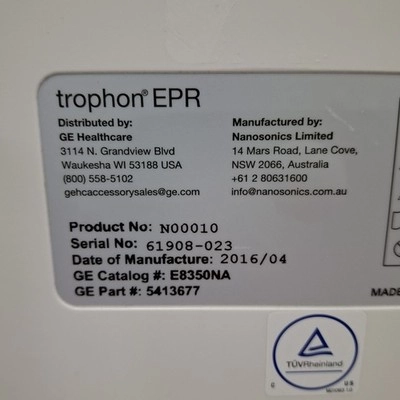 trophon® EPR
Distributed by:
GE Healthcare
3114 N. Grandview Blvd
Waukesha WI 53188 USA
(800) 558-5102
gehcaccessorysales@ge.com
Manufactured by:
Nanosonics Limited
14 Mars Road, Lane Cove,
NSW 2066, Australia
+61 2 80631600
info@nanosonics.com.au
Product No: N00010
Serial No: 61908-023
Date of Manufacture: 2016/04
GE Catalog #: E8350NA
GE Part #: 5413677
MADE
TÜVRheinland
C US